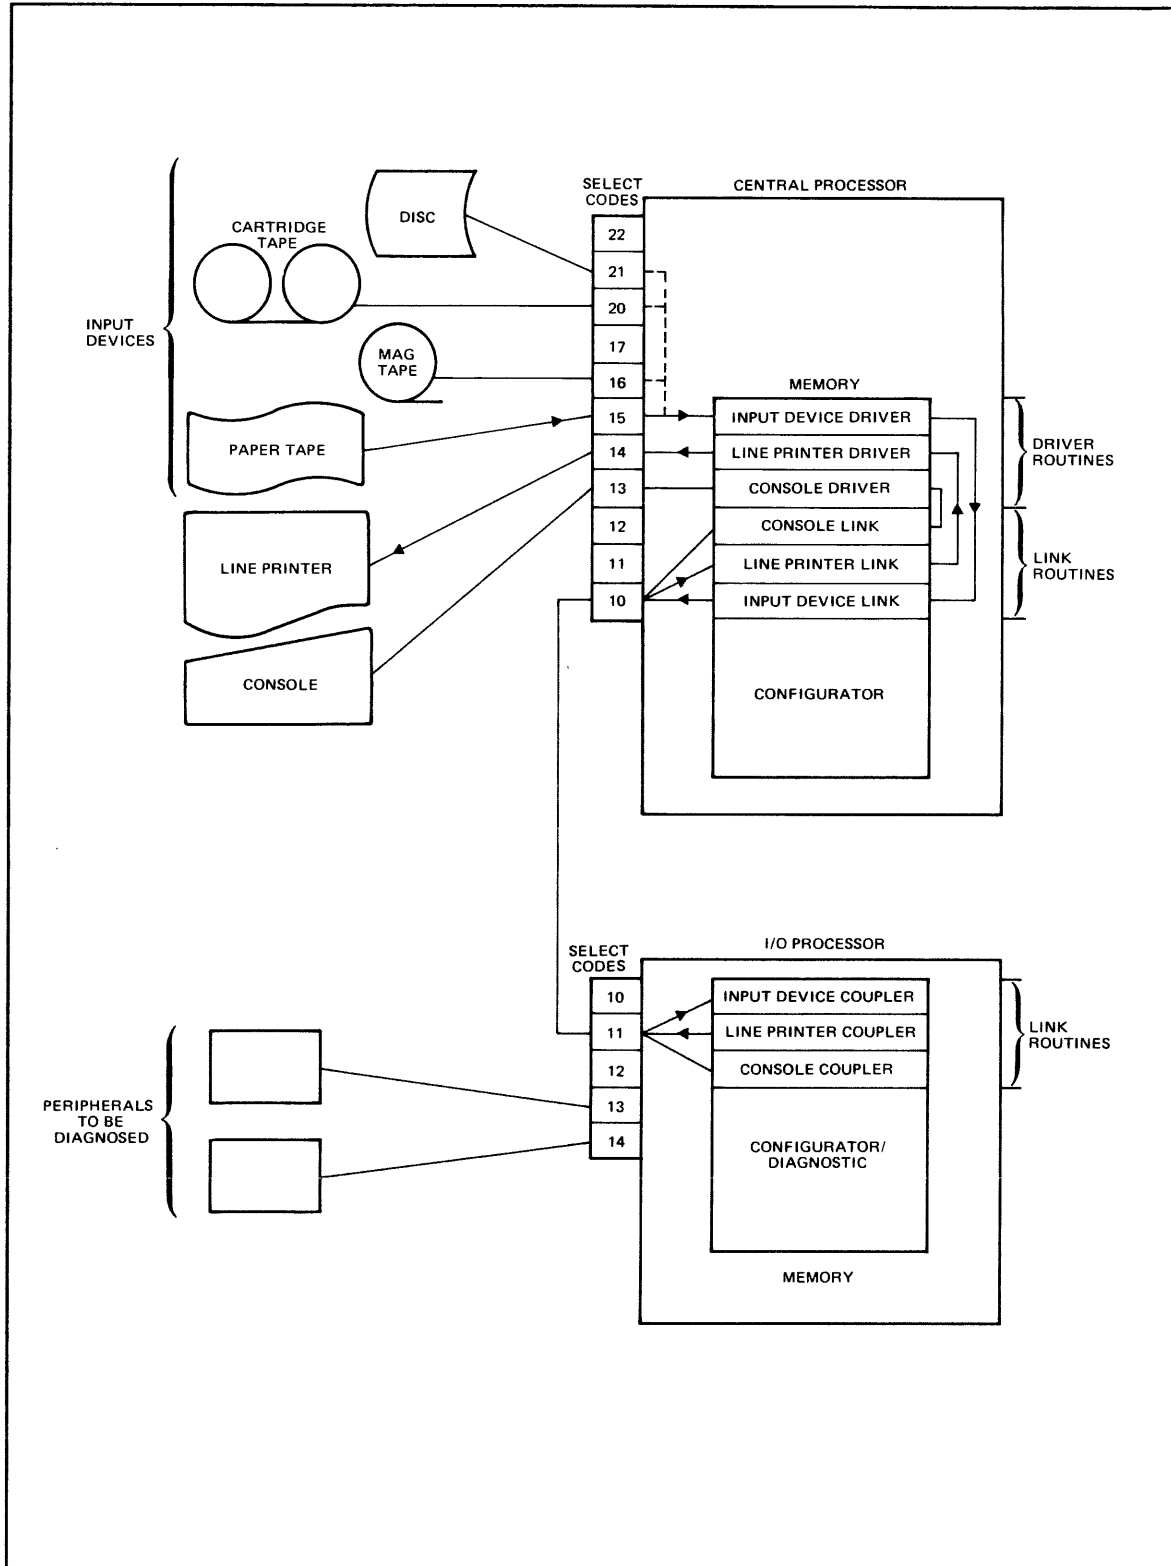 SELECT
CODES
CENTRAL PROCESSOR
DISC
CARTRIDGE
TAPE
INPUT
DEVICES
MAG
TAPE
PAPER TAPE
LINE PRINTER
CONSOLE
22
21
20
17
16
15
14
13
12
11
10
MEMORY
INPUT DEVICE DRIVER
LINE PRINTER DRIVER
CONSOLE DRIVER
CONSOLE LINK
LINE PRINTER LINK
INPUT DEVICE LINK
CONFIGURATOR
DRIVER
ROUTINES
LINK
ROUTINES
SELECT
CODES
I/O PROCESSOR
10
11
12
13
14
INPUT DEVICE COUPLER
LINE PRINTER COUPLER
CONSOLE COUPLER
CONFIGURATOR/
DIAGNOSTIC
MEMORY
LINK
ROUTINES
PERIPHERALS
TO BE
DIAGNOSED